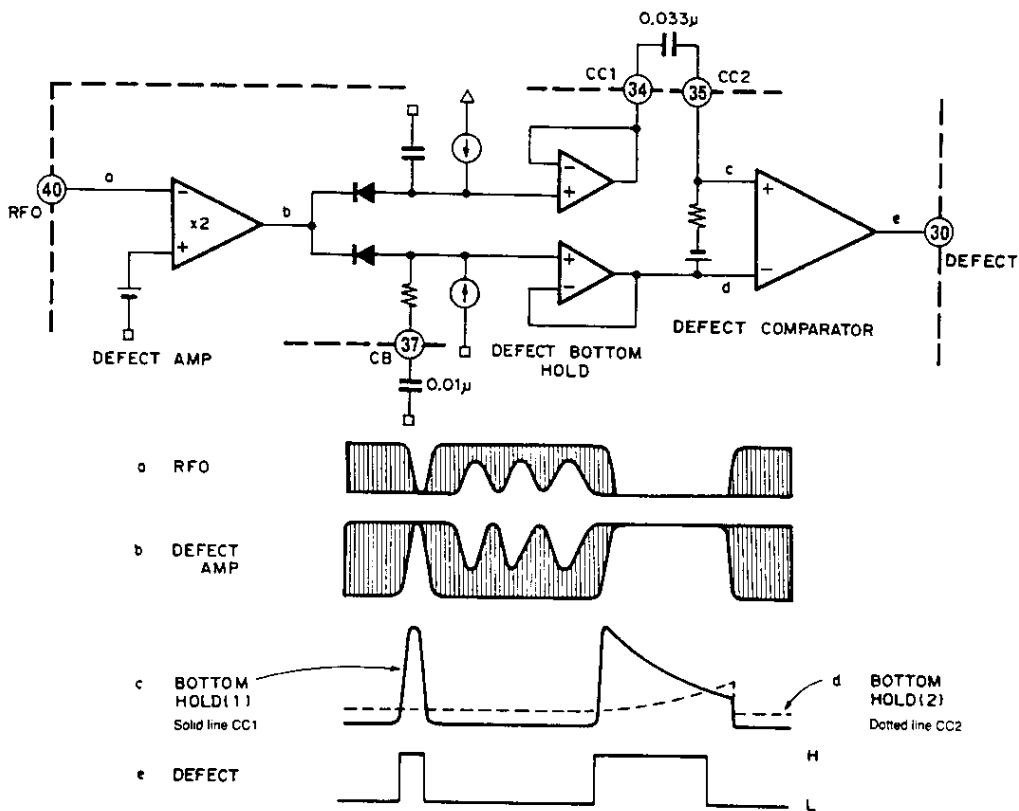 0.033μ
CC1
34
35
CC2
40
RFO
a
-
+
x2
b
DEFECT AMP
-
+
+
-
37
CB
0.01μ
DEFECT BOTTOM
HOLD
c
d
+
-
DEFECT COMPARATOR
e
30
DEFECT
a RFO
b DEFECT
AMP
c BOTTOM
HOLD(1)
Solid line CC1
d BOTTOM
HOLD(2)
Dotted line CC2
e DEFECT
H
L